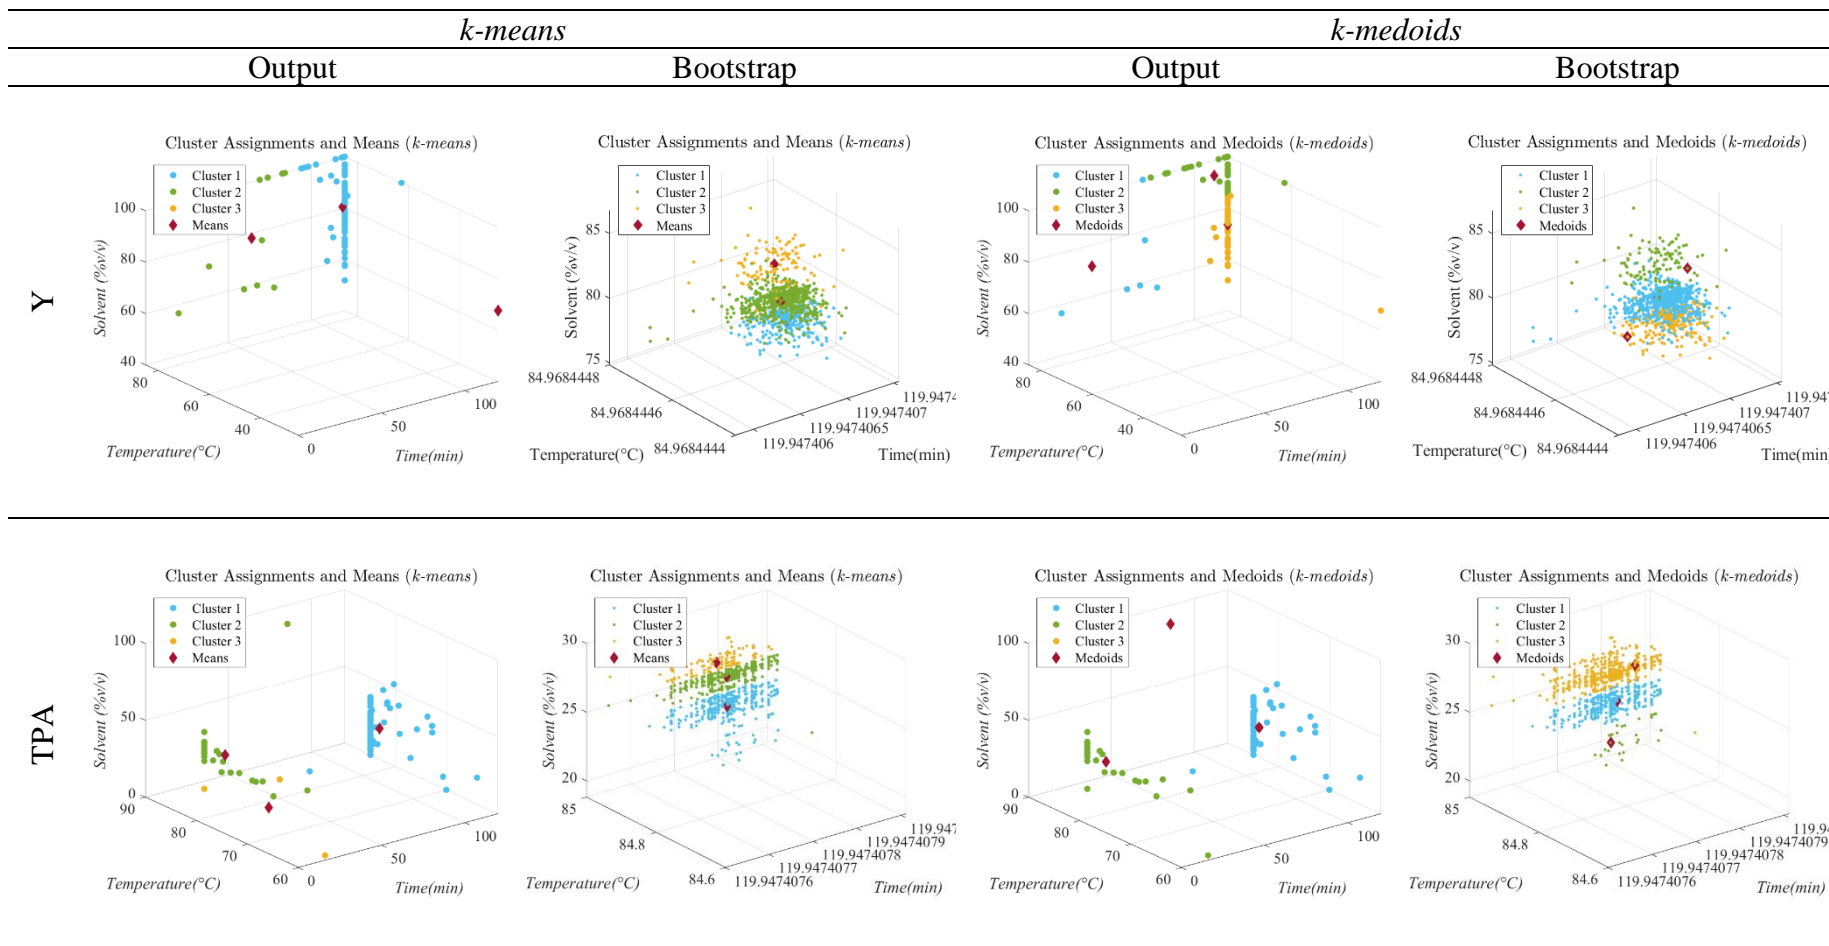 k-means k-medoids
Output Bootstrap Output Bootstrap
Y
Cluster Assignments and Means (k-means)
Cluster 1
Cluster 2
Cluster 3
Means
100
80
60
40
Solvent (%v/v)
80
60
40
Temperature(°C)
0
50
100
Time(min)
Cluster Assignments and Means (k-means)
Cluster 1
Cluster 2
Cluster 3
Means
85
80
75
Solvent (%v/v)
84.9684448
84.9684446
84.9684444
Temperature(°C)
119.947406
119.9474065
119.947407
119.9474
Time(min)
Cluster Assignments and Medoids (k-medoids)
Cluster 1
Cluster 2
Cluster 3
Medoids
100
80
60
40
Solvent (%v/v)
80
60
40
Temperature(°C)
0
50
100
Time(min)
Cluster Assignments and Medoids (k-medoids)
Cluster 1
Cluster 2
Cluster 3
Medoids
85
80
75
Solvent (%v/v)
84.9684448
84.9684446
84.9684444
Temperature(°C)
119.947406
119.9474065
119.947407
119.947
Time(min)
TPA
Cluster Assignments and Means (k-means)
Cluster 1
Cluster 2
Cluster 3
Means
100
50
0
Solvent (%v/v)
90
80
70
60
Temperature(°C)
0
50
100
Time(min)
Cluster Assignments and Means (k-means)
Cluster 1
Cluster 2
Cluster 3
Means
30
25
20
Solvent (%v/v)
85
84.8
84.6
Temperature(°C)
119.9474076
119.9474077
119.9474078
119.9474079
119.947
Time(min)
Cluster Assignments and Medoids (k-medoids)
Cluster 1
Cluster 2
Cluster 3
Medoids
100
50
0
Solvent (%v/v)
90
80
70
60
Temperature(°C)
0
50
100
Time(min)
Cluster Assignments and Medoids (k-medoids)
Cluster 1
Cluster 2
Cluster 3
Medoids
30
25
20
Solvent (%v/v)
85
84.8
84.6
Temperature(°C)
119.9474076
119.9474077
119.9474078
119.9474079
119.94
Time(min)